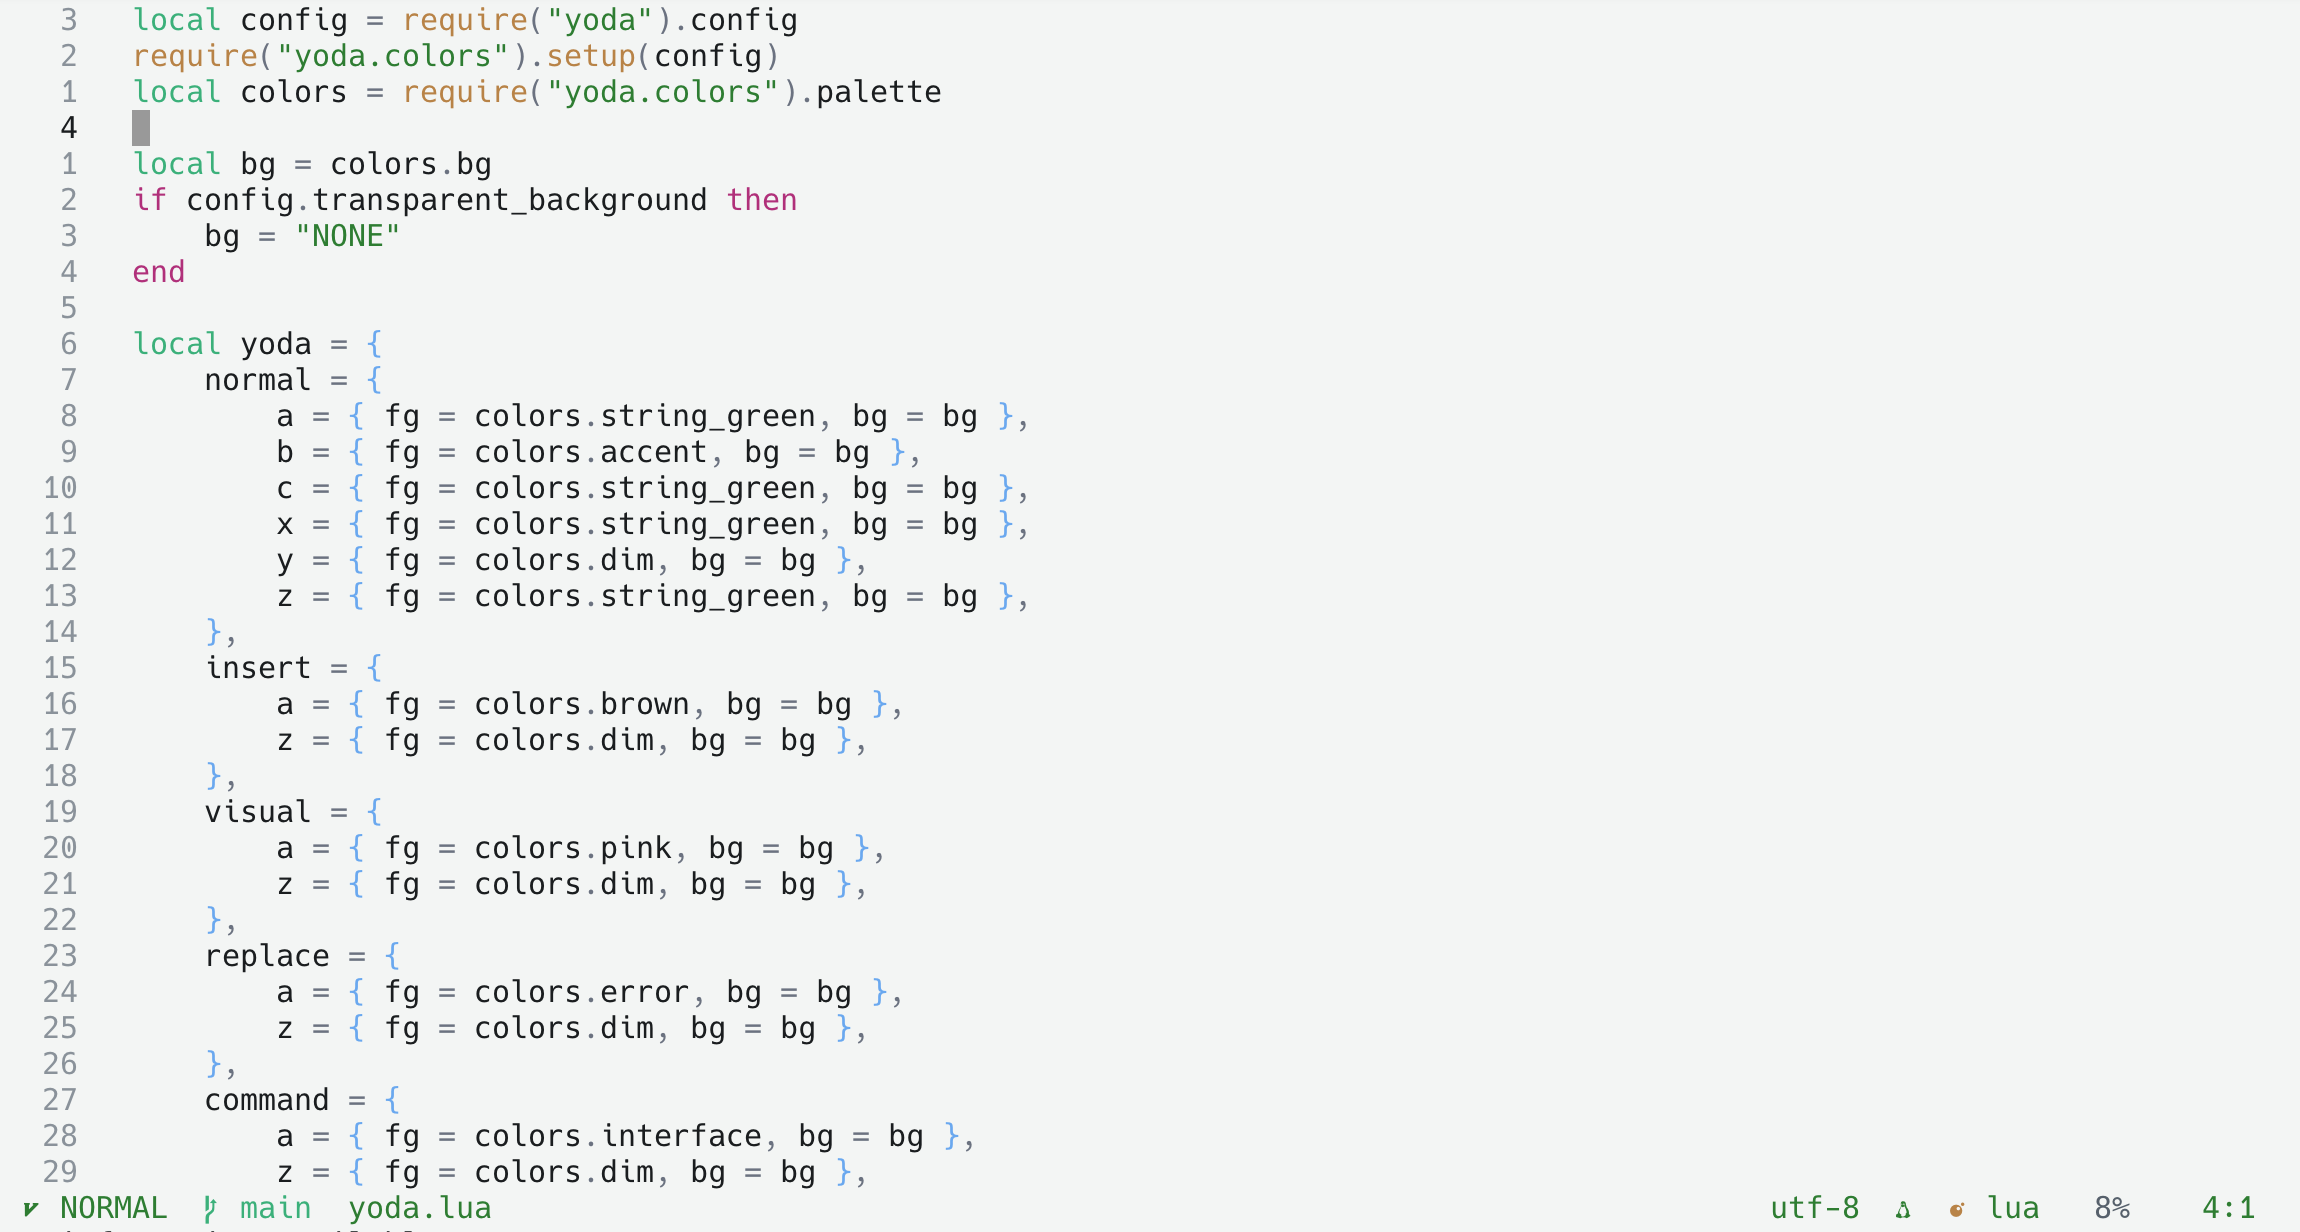 3 local config = require("yoda").config
2 require("yoda.colors").setup(config)
1 local colors = require("yoda.colors").palette
4
1 local bg = colors.bg
2 if config.transparent_background then
3     bg = "NONE"
4 end
5
6 local yoda = {
7     normal = {
8         a = { fg = colors.string_green, bg = bg },
9         b = { fg = colors.accent, bg = bg },
10         c = { fg = colors.string_green, bg = bg },
11         x = { fg = colors.string_green, bg = bg },
12         y = { fg = colors.dim, bg = bg },
13         z = { fg = colors.string_green, bg = bg },
14     },
15     insert = {
16         a = { fg = colors.brown, bg = bg },
17         z = { fg = colors.dim, bg = bg },
18     },
19     visual = {
20         a = { fg = colors.pink, bg = bg },
21         z = { fg = colors.dim, bg = bg },
22     },
23     replace = {
24         a = { fg = colors.error, bg = bg },
25         z = { fg = colors.dim, bg = bg },
26     },
27     command = {
28         a = { fg = colors.interface, bg = bg },
29         z = { fg = colors.dim, bg = bg },
NORMAL main yoda.lua utf-8 lua 8% 4:1